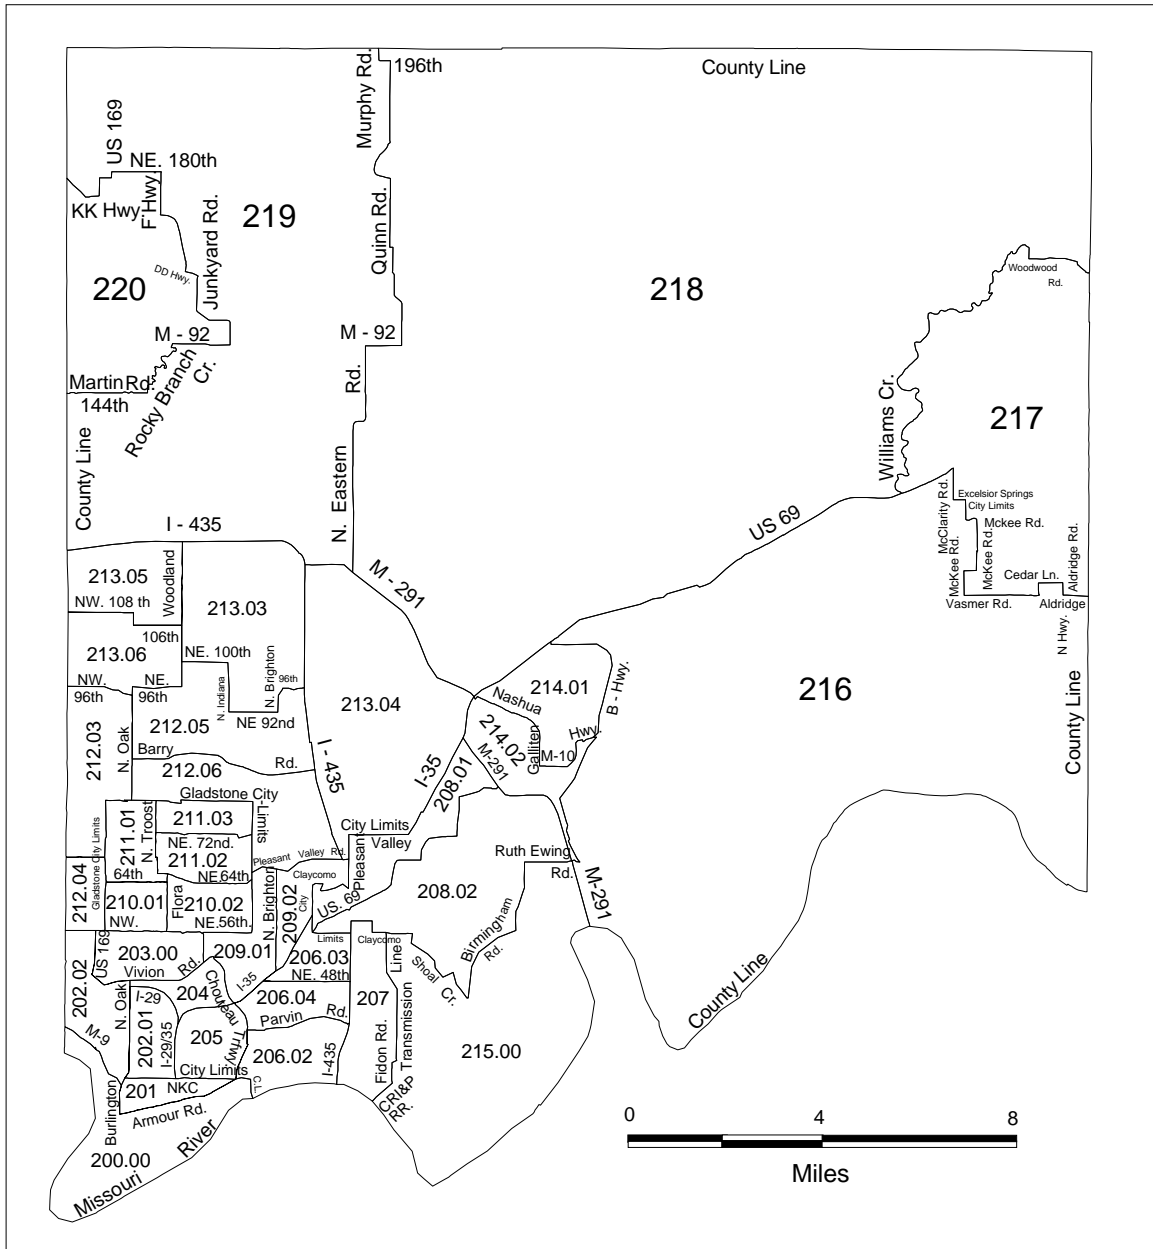 County Line
196th
Murphy Rd.
US 169
NE. 180th
KK Hwy.
F Hwy.
Junkyard Rd.
219
Quinn Rd.
DD Hwy.
220
218
Woodwood
Rd.
M - 92
M - 92
Rocky Branch
Cr.
Martin Rd.
144th
Rd.
Williams Cr.
217
County Line
N. Eastern
I - 435
US 69
McClarity Rd.
Excelsior Springs
City Limits
Mckee Rd.
McKee Rd.
McKee Rd.
Aldridge Rd.
Cedar Ln.
Vasmer Rd.
Aldridge
N Hwy.
M - 291
213.05
NW. 108 th
Woodland
213.03
106th
213.06
NE. 100th
NW.
NE.
96th
96th
N. Indiana
N. Brighton
96th
NE 92nd
213.04
214.01
Nashua
B - Hwy.
216
County Line
212.03
N. Oak
212.05
Barry
Rd.
212.06
I - 435
I-35
214.02
M-291
Galliten
M-10
Hwy.
208.01
Gladstone City
Limits
211.01
N. Troost
211.03
NE. 72nd.
211.02
City Limits
Pleasant
Valley
Pleasant Valley Rd.
Gladstone City Limits
212.04
64th
NE. 64th
Claycomo
City
Ruth Ewing
Rd.
210.01
NW.
Flora
210.02
NE. 56th.
N. Brighton
209.02
US. 69
208.02
M-291
Birmingham
Rd.
202.02
US 169
203.00
Vivion
Rd.
209.01
Limits
Claycomo
206.03
NE. 48th
Line
Shoal
Cr.
County Line
N. Oak
I-29
204
Chouteau
Trfwy
I-35
206.04
Parvin
Rd.
207
Transmission
M-9
202.01
I-29/35
205
206.02
I-435
Fidon Rd.
215.00
City Limits
C.L.
201
NKC
CRI&P
RR.
Armour Rd.
Burlington
200.00
Missouri
River
0
4
8
Miles